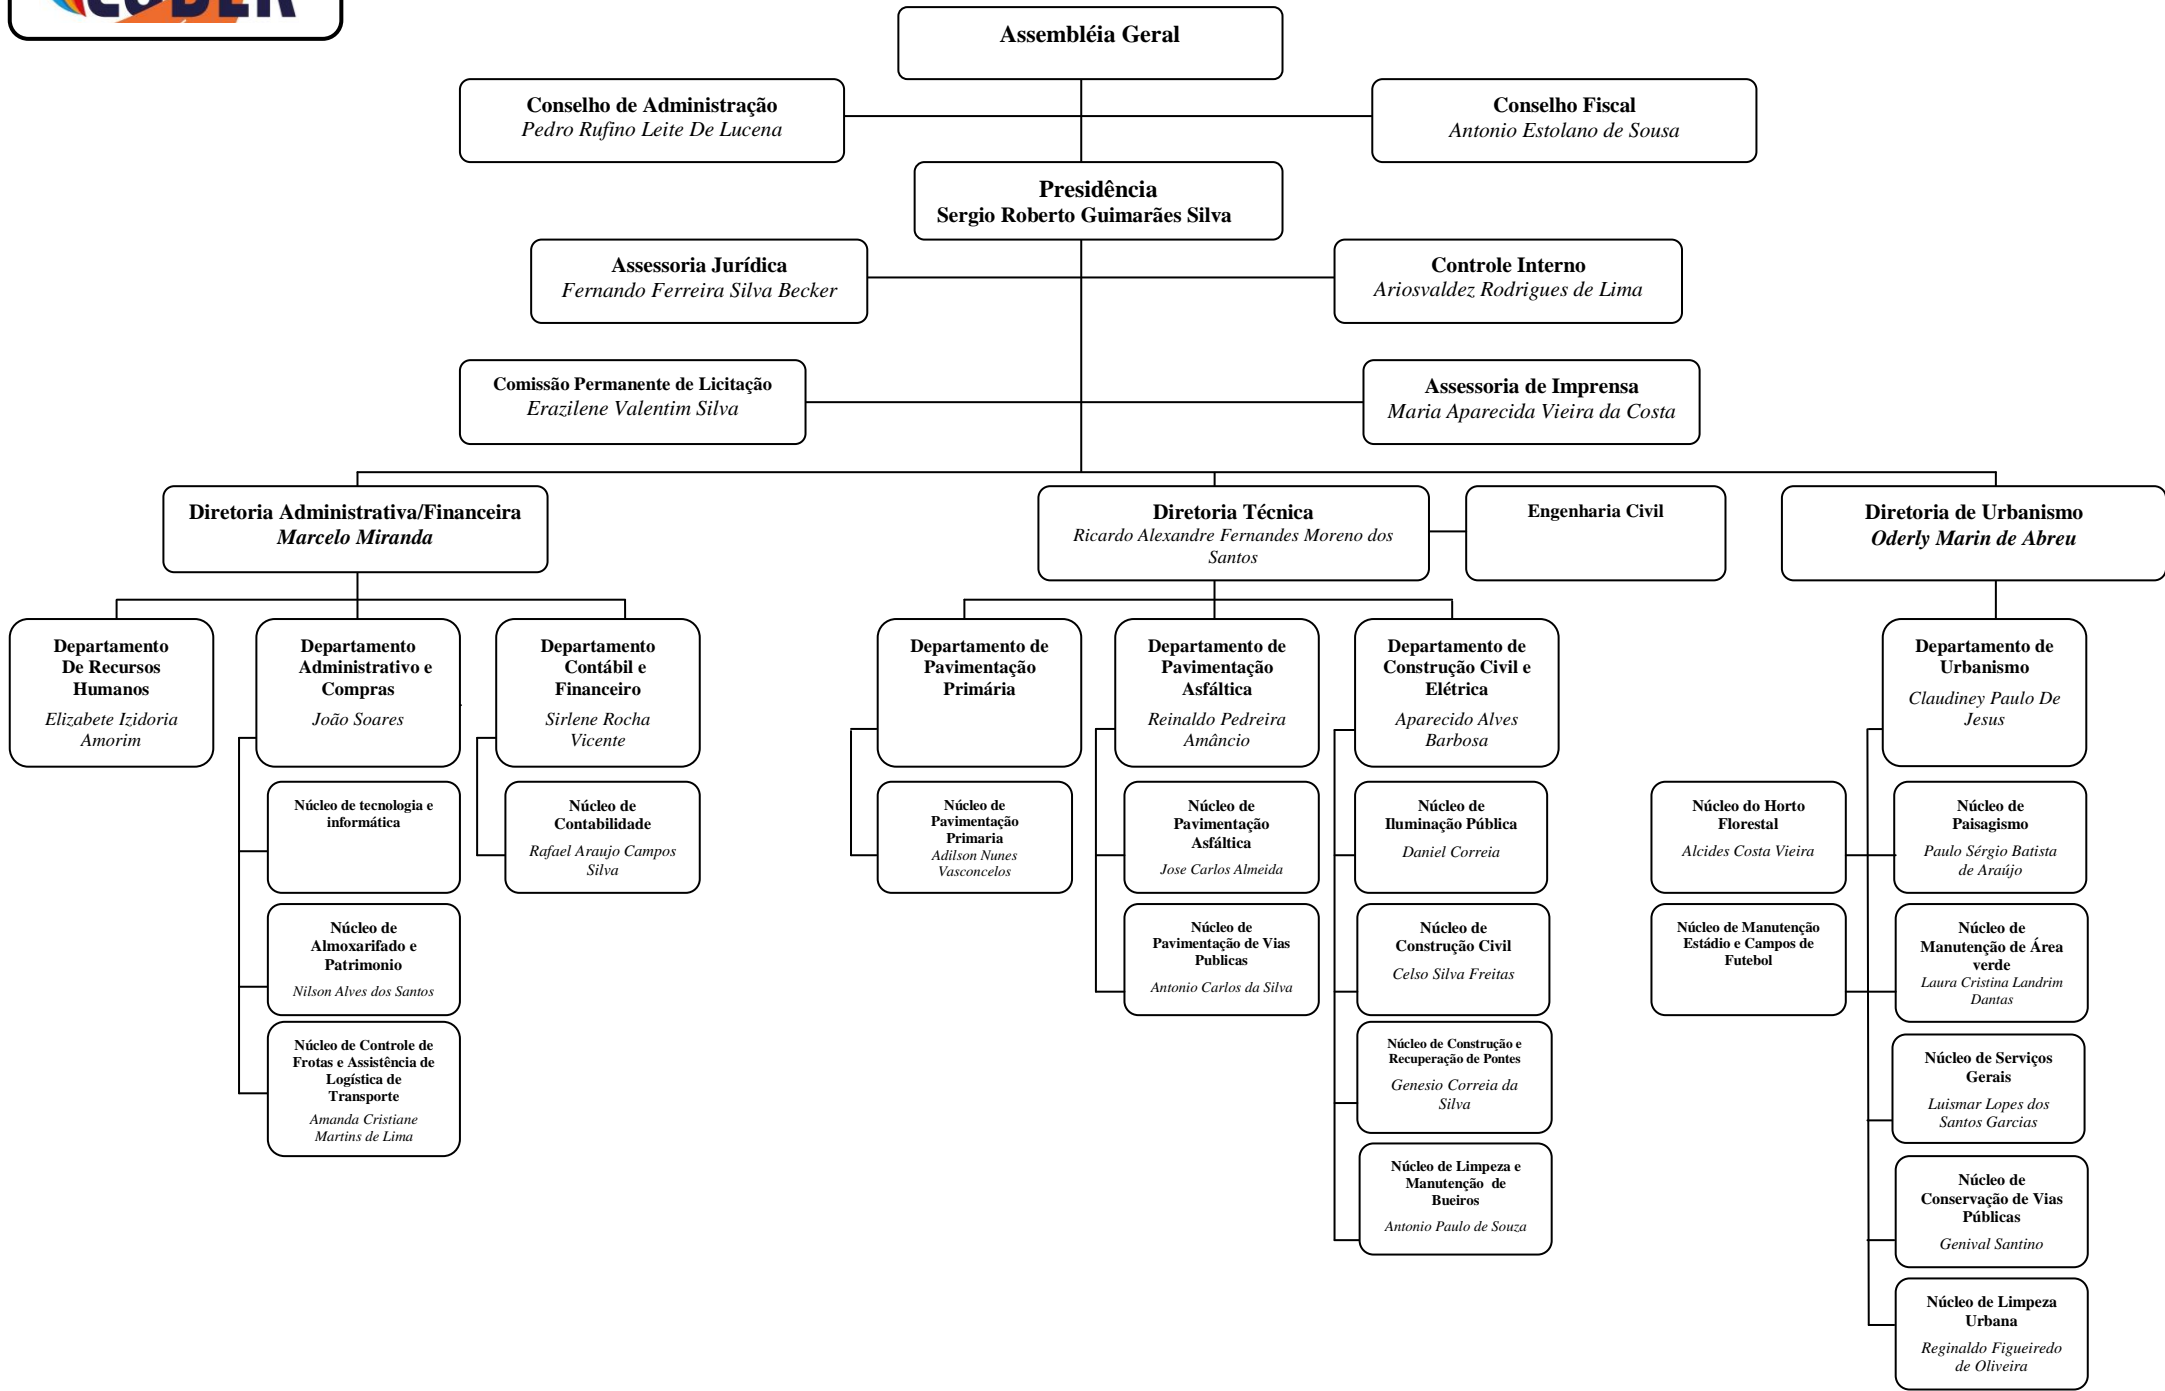 CODER
Assembléia Geral
Conselho de Administração
Pedro Rufino Leite De Lucena
Conselho Fiscal
Antonio Estolano de Sousa
Presidência
Sergio Roberto Guimarães Silva
Assessoria Jurídica
Fernando Ferreira Silva Becker
Controle Interno
Ariosvaldez Rodrigues de Lima
Comissão Permanente de Licitação
Erazilene Valentim Silva
Assessoria de Imprensa
Maria Aparecida Vieira da Costa
Diretoria Administrativa/Financeira
Marcelo Miranda
Diretoria Técnica
Ricardo Alexandre Fernandes Moreno dos
Santos
Engenharia Civil
Diretoria de Urbanismo
Oderly Marin de Abreu
Departamento
De Recursos
Humanos
Elizabete Izidoria
Amorim
Departamento
Administrativo e
Compras
João Soares
Departamento
Contábil e
Financeiro
Sirlene Rocha
Vicente
Departamento de
Pavimentação
Primária
Departamento de
Pavimentação
Asfáltica
Reinaldo Pedreira
Amâncio
Departamento de
Construção Civil e
Elétrica
Aparecido Alves
Barbosa
Departamento de
Urbanismo
Claudiney Paulo De
Jesus
Núcleo de tecnologia e
informática
Núcleo de
Contabilidade
Rafael Araujo Campos
Silva
Núcleo de
Pavimentação
Primaria
Adilson Nunes
Vasconcelos
Núcleo de
Pavimentação
Asfáltica
Jose Carlos Almeida
Núcleo de
Iluminação Pública
Daniel Correia
Núcleo do Horto
Florestal
Alcides Costa Vieira
Núcleo de
Paisagismo
Paulo Sérgio Batista
de Araújo
Núcleo de
Almoxarifado e
Patrimonio
Nilson Alves dos Santos
Núcleo de
Pavimentação de Vias
Publicas
Antonio Carlos da Silva
Núcleo de
Construção Civil
Celso Silva Freitas
Núcleo de Manutenção
Estádio e Campos de
Futebol
Núcleo de
Manutenção de Área
verde
Laura Cristina Landrim
Dantas
Núcleo de Controle de
Frotas e Assistência de
Logística de
Transporte
Amanda Cristiane
Martins de Lima
Núcleo de Construção e
Recuperação de Pontes
Genesio Correia da
Silva
Núcleo de Serviços
Gerais
Luismar Lopes dos
Santos Garcias
Núcleo de Limpeza e
Manutenção de
Bueiros
Antonio Paulo de Souza
Núcleo de
Conservação de Vias
Públicas
Genival Santino
Núcleo de Limpeza
Urbana
Reginaldo Figueiredo
de Oliveira